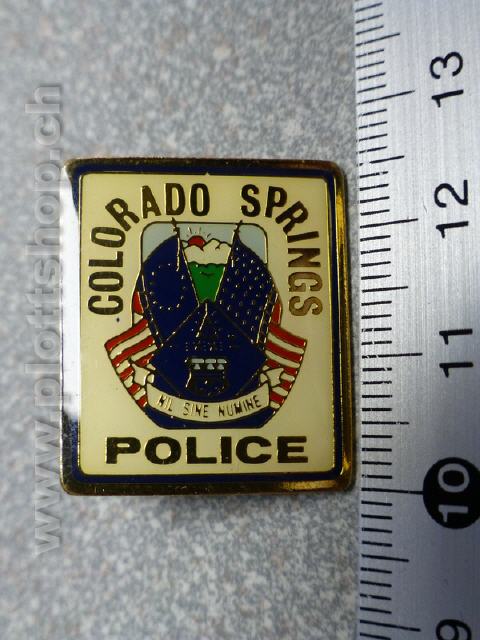 COLORADO SPRINGS
NIL SINE NUMINE
POLICE
13
12
11
10
9
www.plottshop.ch